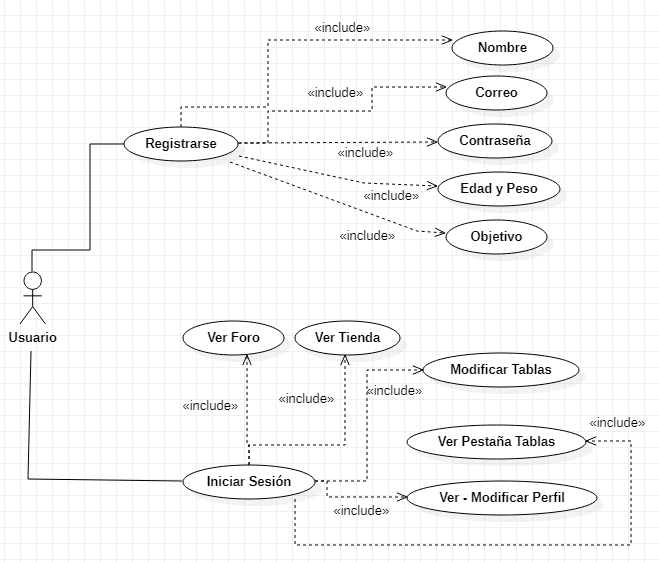 «include»
Nombre
«include»
Correo
Registrarse
Contraseña
«include»
Edad y Peso
«include»
Objetivo
«include»
Usuario
Ver Foro
Ver Tienda
Modificar Tablas
«include»
«include»
«include»
«include»
Ver Pestaña Tablas
Iniciar Sesión
Ver - Modificar Perfil
«include»